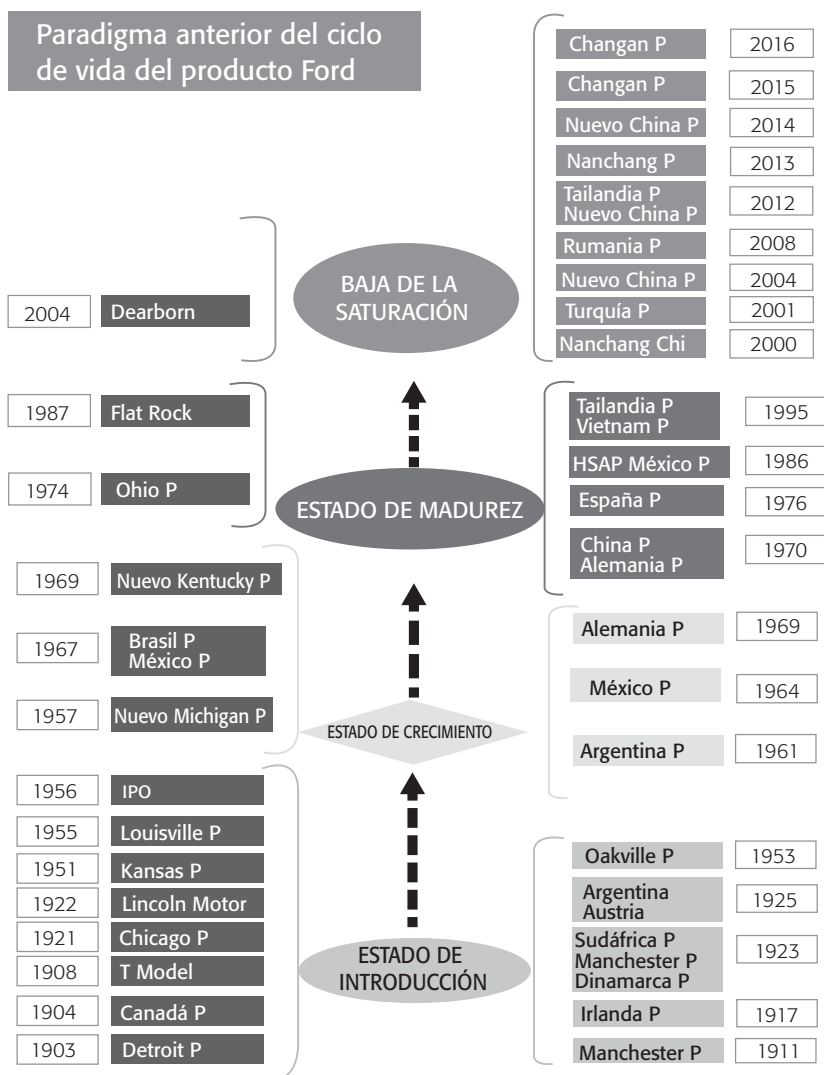 Paradigma anterior del ciclo
de vida del producto Ford
Changan P 2016
Changan P 2015
Nuevo China P 2014
Nanchang P 2013
Tailandia P
Nuevo China P
2012
Rumania P 2008
Nuevo China P 2004
Turquía P 2001
Nanchang Chi 2000
BAJA DE LA
SATURACIÓN
2004 Dearborn
1987 Flat Rock
1974 Ohio P
ESTADO DE MADUREZ
Tailandia P
Vietnam P
1995
HSAP México P 1986
España P 1976
China P
Alemania P
1970
1969 Nuevo Kentucky P
1967
Brasil P
México P
1957 Nuevo Michigan P
ESTADO DE CRECIMIENTO
Alemania P 1969
México P 1964
Argentina P 1961
1956 IPO
1955 Louisville P
1951 Kansas P
1922 Lincoln Motor
1921 Chicago P
1908 T Model
1904 Canadá P
1903 Detroit P
ESTADO DE
INTRODUCCIÓN
Oakville P 1953
Argentina
Austria
1925
Sudáfrica P
Manchester P
Dinamarca P
1923
Irlanda P 1917
Manchester P 1911